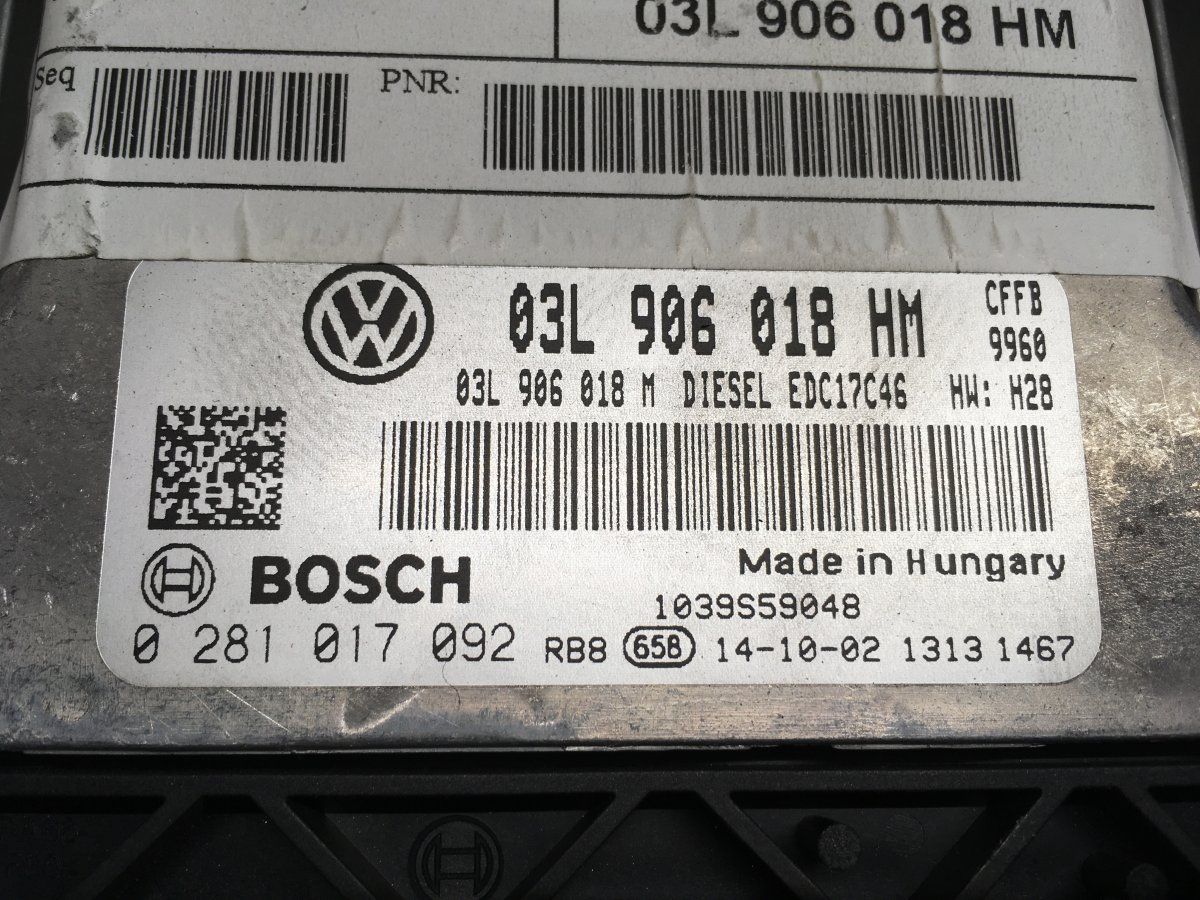 03L 906 018 HM
Seq PNR:
03L 906 018 HM CFFB
9960
03L 906 018 M DIESEL EDC17C46 HW: H28
Made in Hungary
BOSCH
1039S59048
0 281 017 092 RB8 658 14-10-02 1313 1467